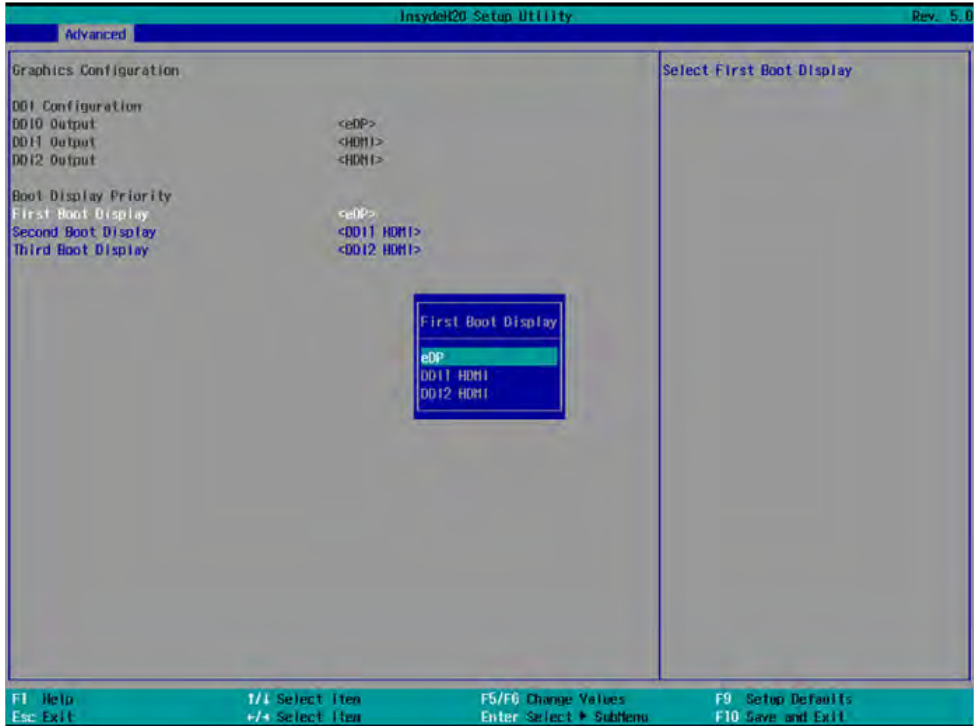 InsydeH2O Setup Utility Rev. 5.0
Advanced
Graphics Configuration
Select First Boot Display
DDI Configuration
DDI0 Output <eDP>
DDI1 Output <HDMI>
DDI2 Output <HDMI>
Boot Display Priority
First Boot Display <eDP>
Second Boot Display <DDI1 HDMI>
Third Boot Display <DDI2 HDMI>
First Boot Display
eDP
DDI1 HDMI
DDI2 HDMI
F1 Help ↑/↓ Select Item F5/F6 Change Values F9 Setup Defaults
Esc Exit ←/→ Select Item Enter Select ▶ SubMenu F10 Save and Exit